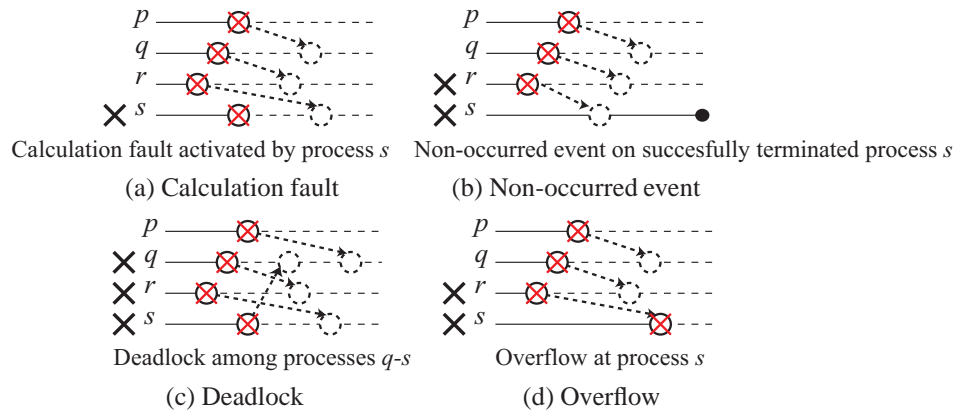 p
q
r
s
Calculation fault activated by process s
(a) Calculation fault
p
q
r
s
Non-occurred event on succesfully terminated process s
(b) Non-occurred event
p
q
r
s
Deadlock among processes q-s
(c) Deadlock
p
q
r
s
Overflow at process s
(d) Overflow